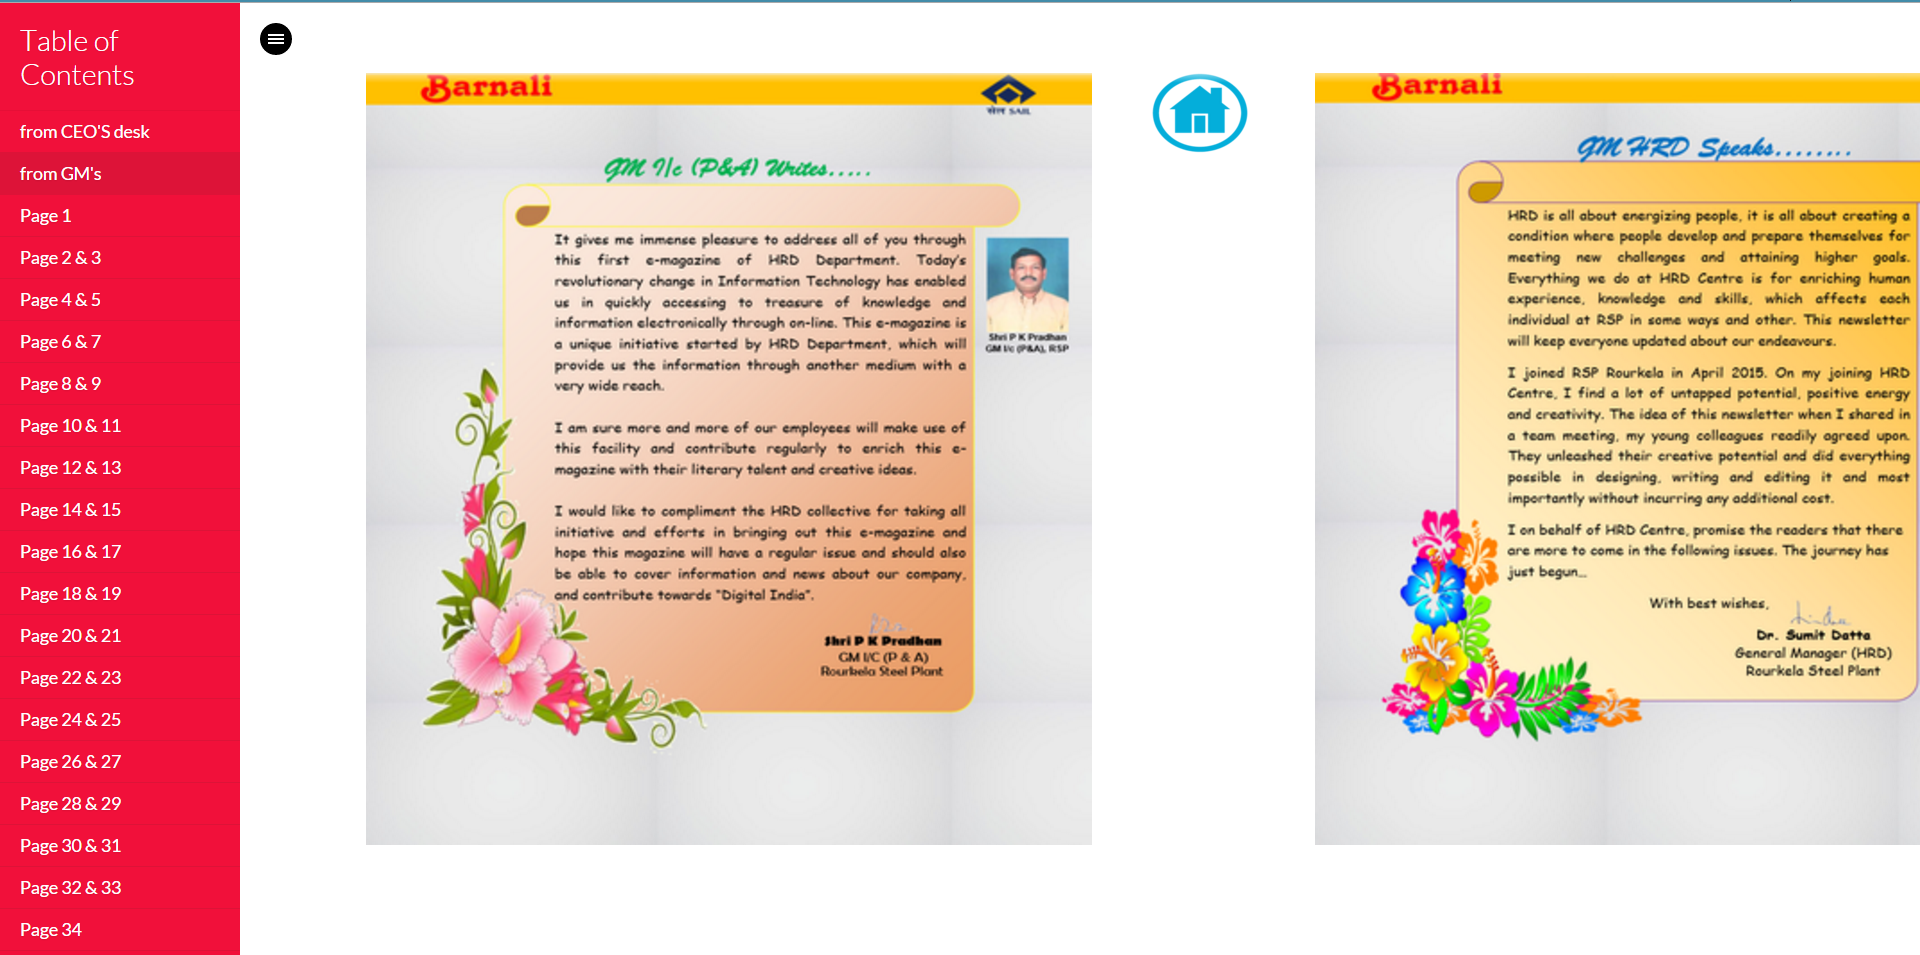 Table of
Contents
from CEO'S desk
from GM's
Page 1
Page 2 & 3
Page 4 & 5
Page 6 & 7
Page 8 & 9
Page 10 & 11
Page 12 & 13
Page 14 & 15
Page 16 & 17
Page 18 & 19
Page 20 & 21
Page 22 & 23
Page 24 & 25
Page 26 & 27
Page 28 & 29
Page 30 & 31
Page 32 & 33
Page 34
Barnali
सेल SAIL
GM I/c (P&A) Writes.....
It gives me immense pleasure to address all of you through
this first e-magazine of HRD Department. Today's
revolutionary change in Information Technology has enabled
us in quickly accessing to treasure of knowledge and
information electronically through on-line. This e-magazine is
a unique initiative started by HRD Department, which will
provide us the information through another medium with a
very wide reach.
I am sure more and more of our employees will make use of
this facility and contribute regularly to enrich this e-
magazine with their literary talent and creative ideas.
I would like to compliment the HRD collective for taking all
initiative and efforts in bringing out this e-magazine and
hope this magazine will have a regular issue and should also
be able to cover information and news about our company,
and contribute towards “Digital India”.
Shri P K Pradhan
GM I/C (P & A)
Rourkela Steel Plant
Shri P K Pradhan
GM I/c (P&A), RSP
Barnali
GM HRD Speaks........
HRD is all about energizing people, it is all about creating a
condition where people develop and prepare themselves for
meeting new challenges and attaining higher goals.
Everything we do at HRD Centre is for enriching human
experience, knowledge and skills, which affects each
individual at RSP in some ways and other. This newsletter
will keep everyone updated about our endeavours.
I joined RSP Rourkela in April 2015. On my joining HRD
Centre, I find a lot of untapped potential, positive energy
and creativity. The idea of this newsletter when I shared in
a team meeting, my young colleagues readily agreed upon.
They unleashed their creative potential and did everything
possible in designing, writing and editing it and most
importantly without incurring any additional cost.
I on behalf of HRD Centre, promise the readers that there
are more to come in the following issues. The journey has
just begun...
With best wishes,
Dr. Sumit Datta
General Manager (HRD)
Rourkela Steel Plant